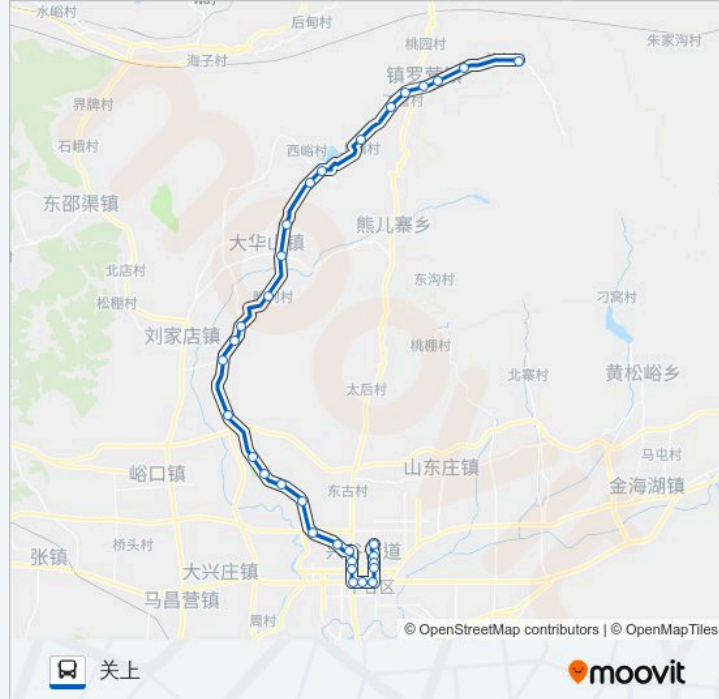 水峪村
后甸村
桃园村
朱家沟村
海子村
镇罗营镇
界牌村
石峨村
西峪村
东邵渠镇
熊儿寨乡
大华山镇
北店村
东沟村
松棚村
刁窝村
刘家店镇
桃棚村
北寨村
黄松峪乡
太后村
山东庄镇
马屯村
峪口镇
东古村
金海湖镇
桥头村
张镇
大兴庄镇
马昌营镇
周村
© OpenStreetMap contributors | © OpenMapTiles
关上
moovit